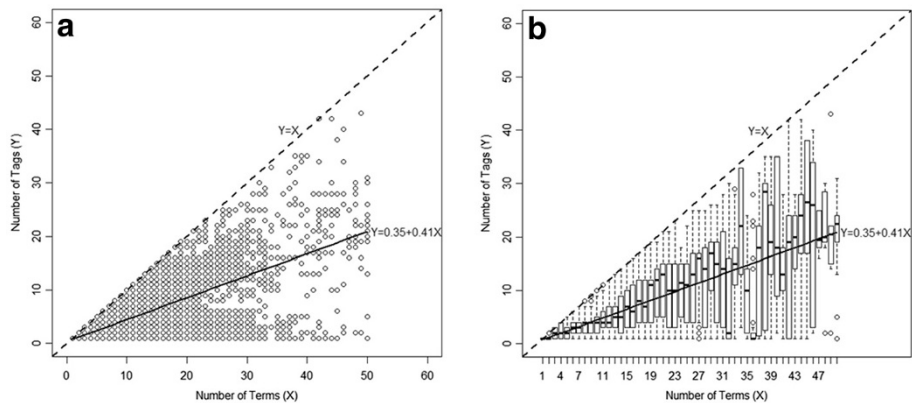 a
60
50
40
30
20
10
0
Number of Tags (Y)
Y=X
Y=0.35+0.41X
0 10 20 30 40 50 60
Number of Terms (X)
b
60
50
40
30
20
10
0
Number of Tags (Y)
Y=X
Y=0.35+0.41X
1 4 7 11 15 19 23 27 31 35 39 43 47
Number of Terms (X)